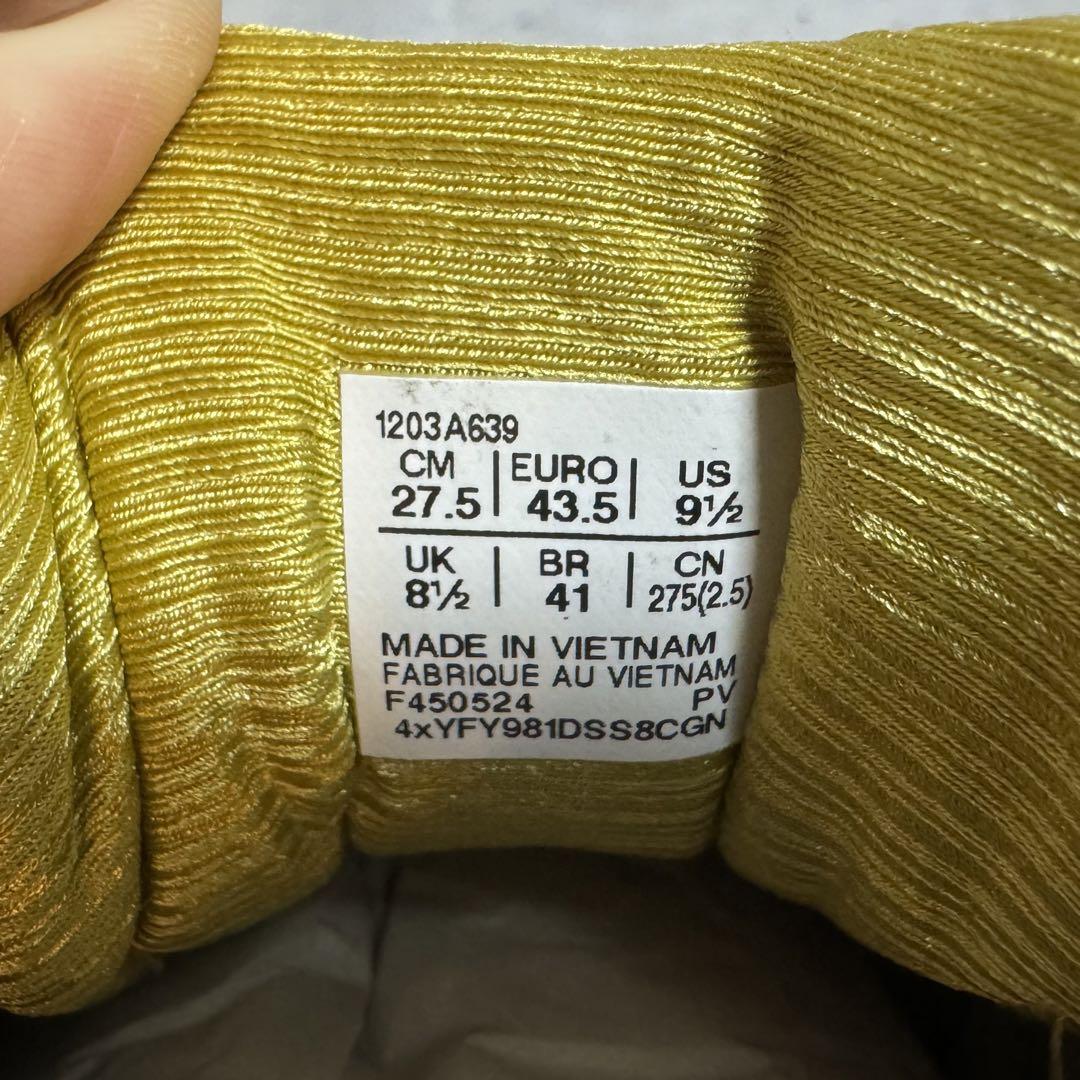 1203A639
CM | EURO | US
27.5 | 43.5 | 9½
UK | BR | CN
8½ | 41 | 275(2.5)
MADE IN VIETNAM
FABRIQUE AU VIETNAM
F450524 PV
4xYFY981DSS8CGN